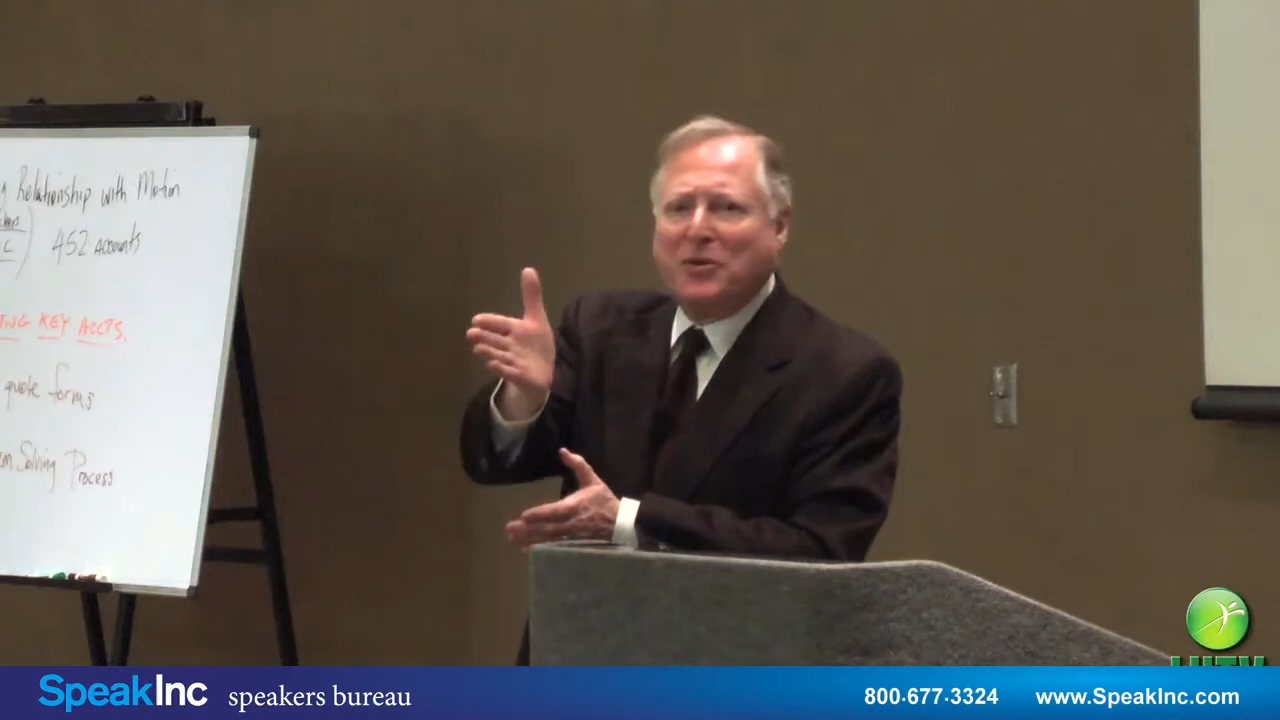 Relationship with Motion
452 accounts
KEY ACCTS.
quote forms
Solving Process
SpeakInc speakers bureau
800-677-3324 www.SpeakInc.com